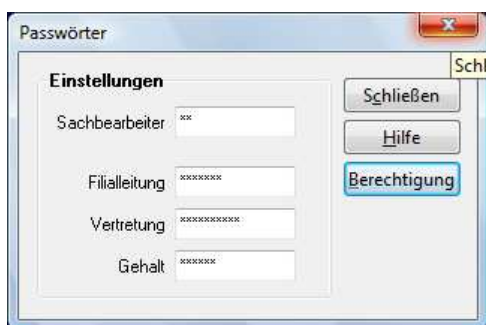 Passwörter
Schl
Einstellungen
Schließen
Sachbearbeiter **
Hilfe
Filialleitung *******
Berechtigung
Vertretung **********
Gehalt ******